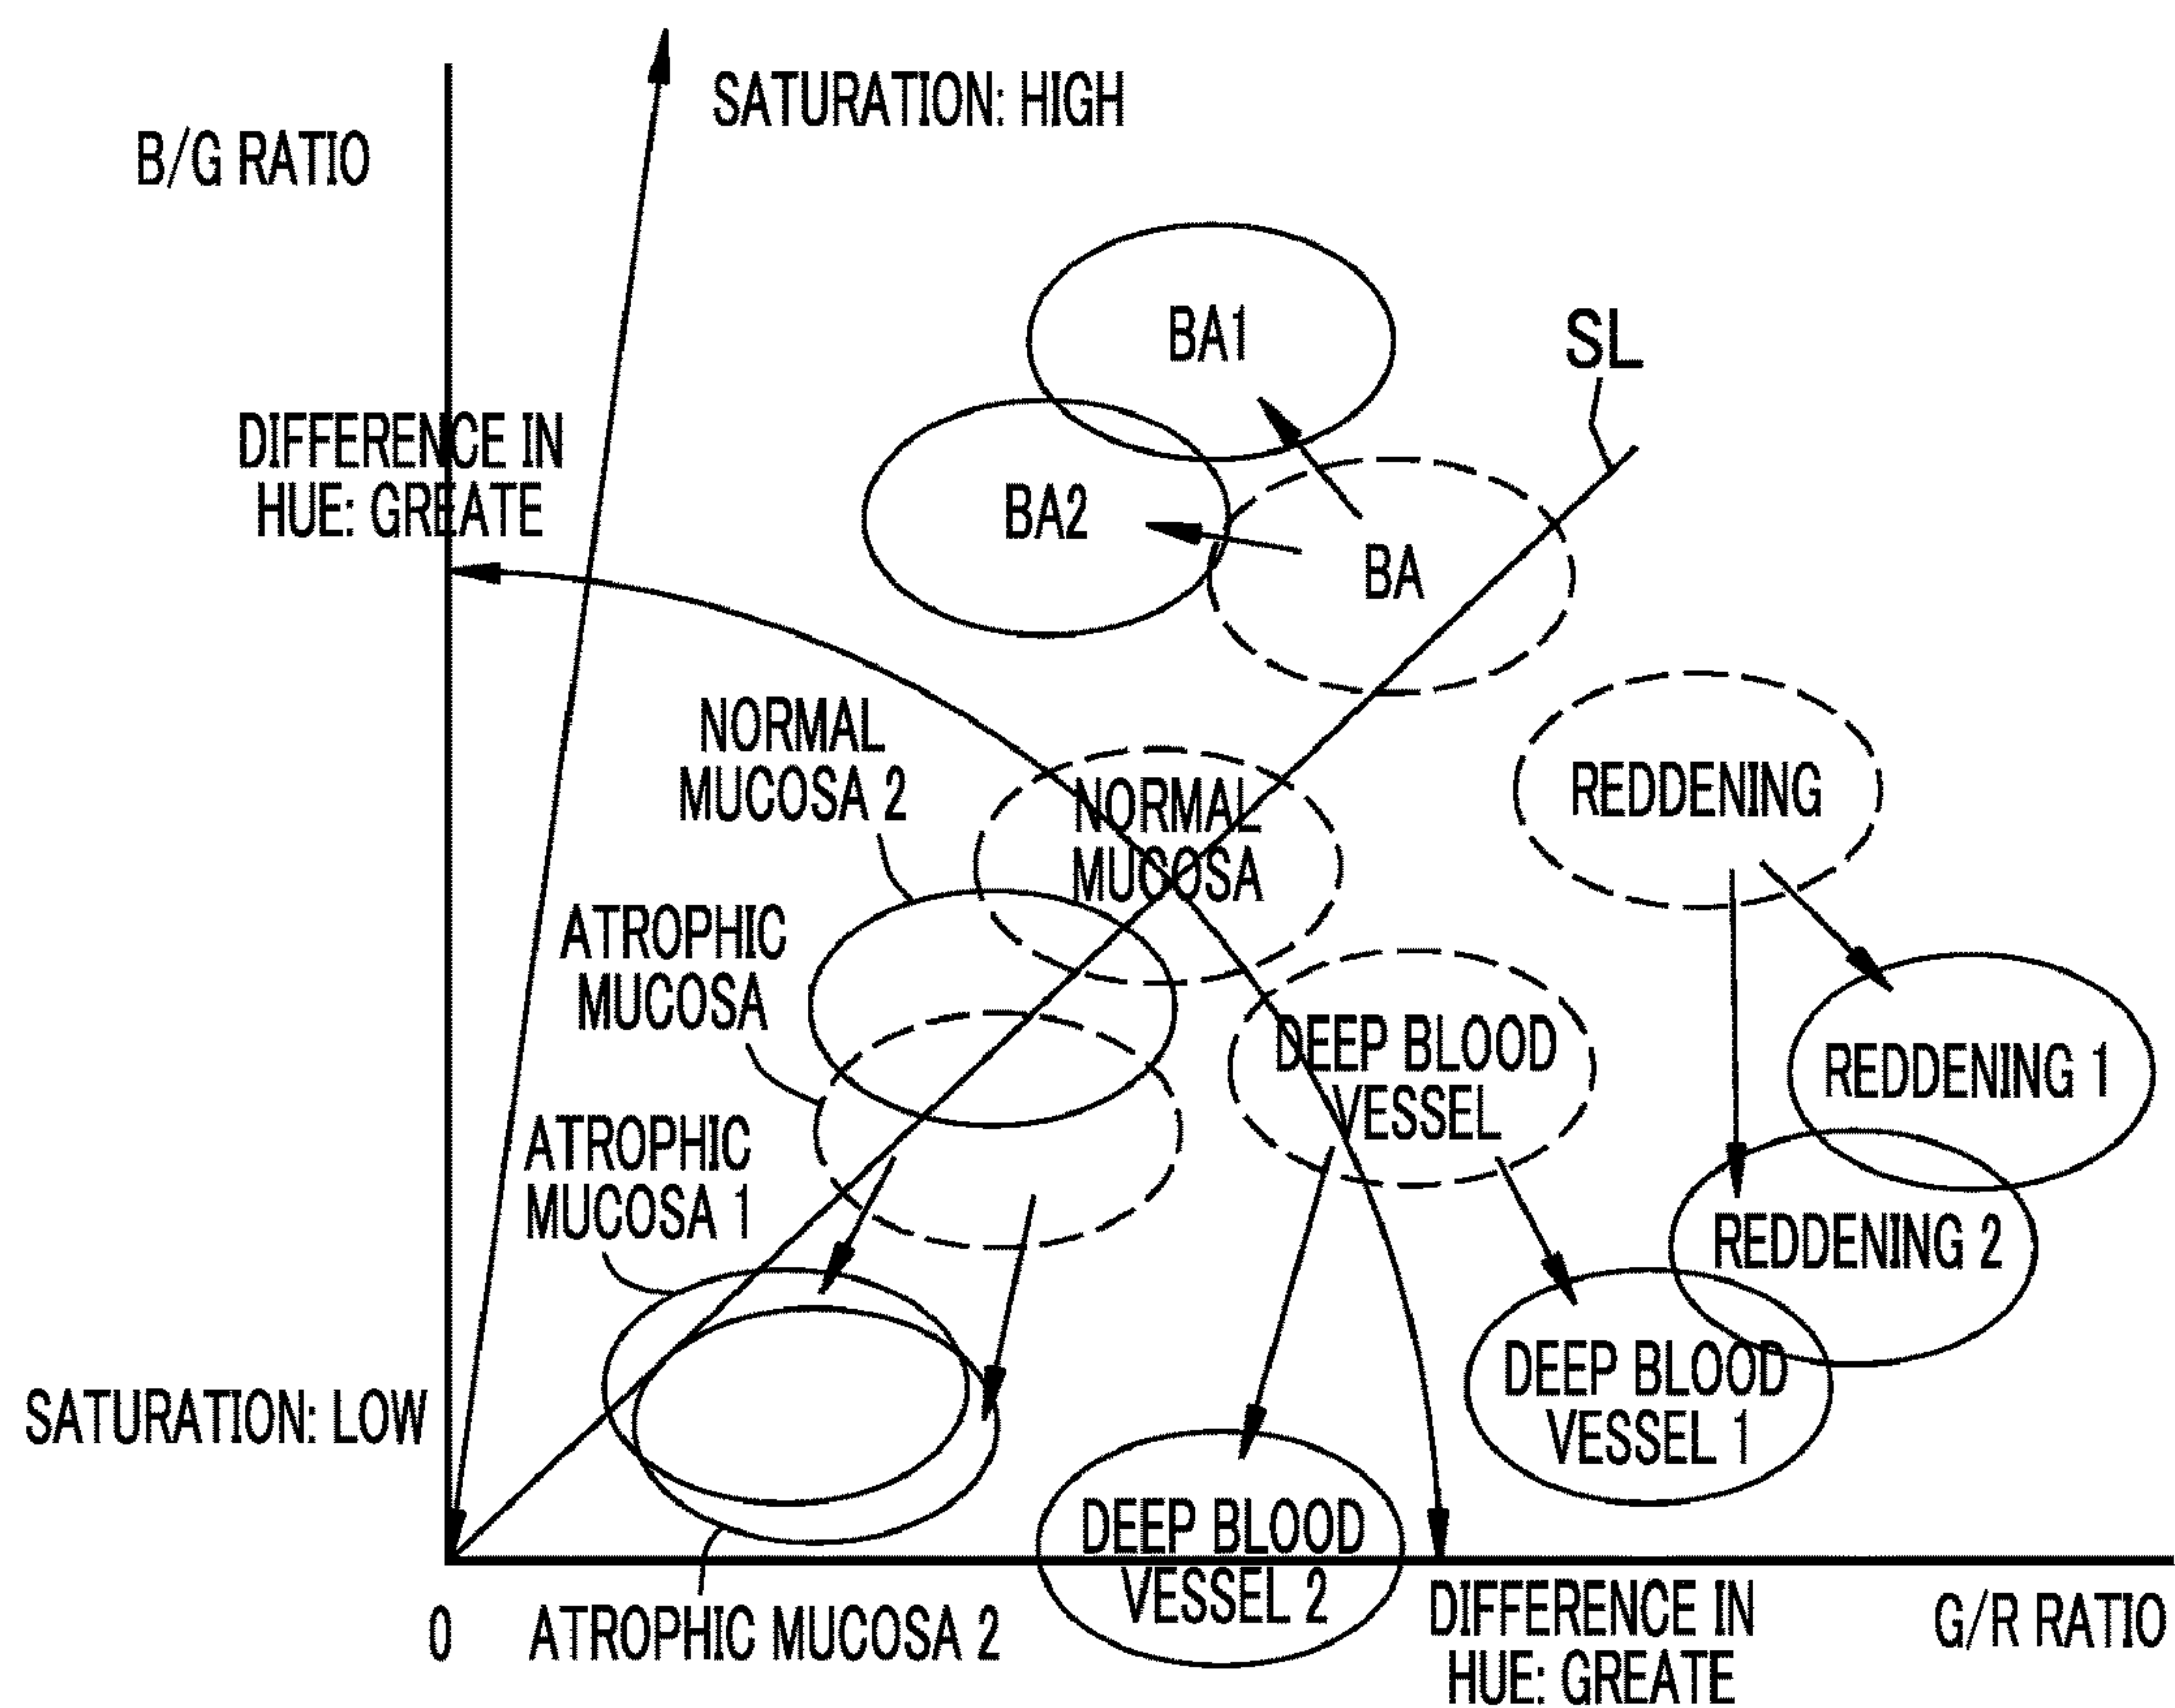 SATURATION: HIGH
B/G RATIO
BA1
SL
DIFFERENCE IN
HUE: GREATE
BA2
BA
NORMAL
MUCOSA 2
NORMAL
MUCOSA
REDDENING
ATROPHIC
MUCOSA
DEEP BLOOD
VESSEL
REDDENING 1
ATROPHIC
MUCOSA 1
REDDENING 2
DEEP BLOOD
VESSEL 1
SATURATION: LOW
DEEP BLOOD
VESSEL 2
0
ATROPHIC MUCOSA 2
DIFFERENCE IN
HUE: GREATE
G/R RATIO